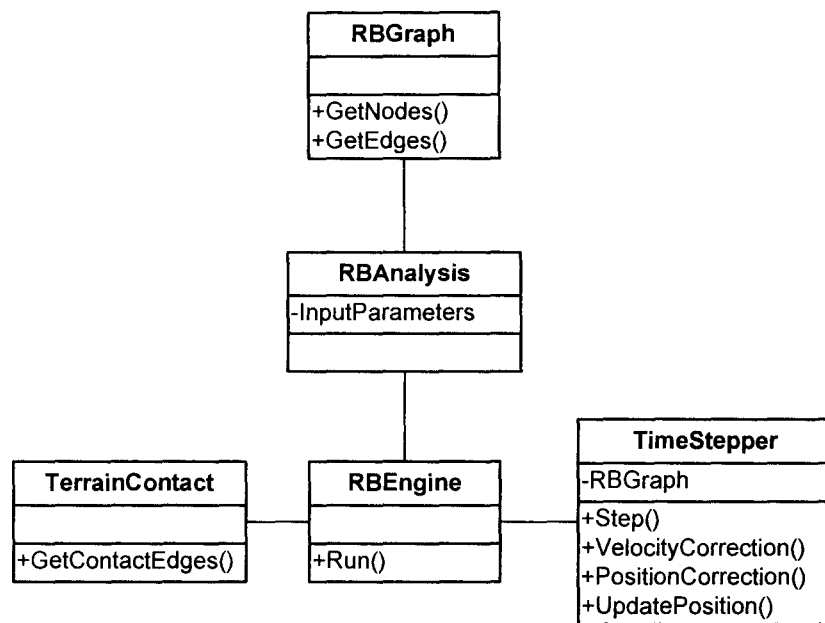 RBGraph
+GetNodes()
+GetEdges()
RBAnalysis
-InputParameters
TerrainContact
+GetContactEdges()
RBEngine
+Run()
TimeStepper
-RBGraph
+Step()
+VelocityCorrection()
+PositionCorrection()
+UpdatePosition()